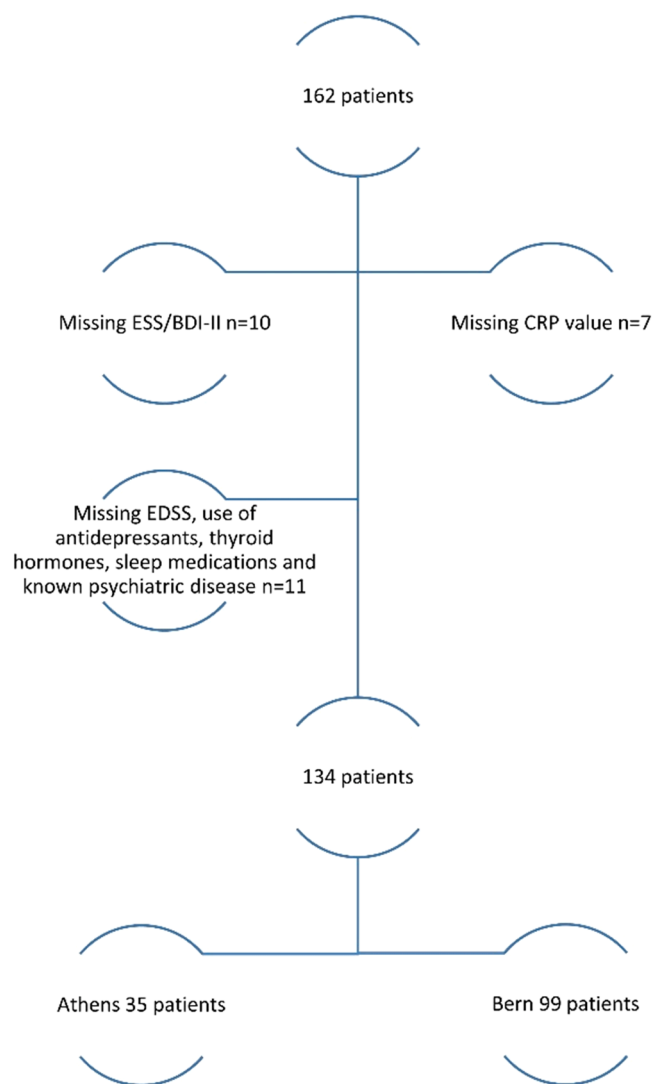 162 patients
Missing ESS/BDI-II n=10
Missing CRP value n=7
Missing EDSS, use of
antidepressants, thyroid
hormones, sleep medications and
known psychiatric disease n=11
134 patients
Athens 35 patients
Bern 99 patients